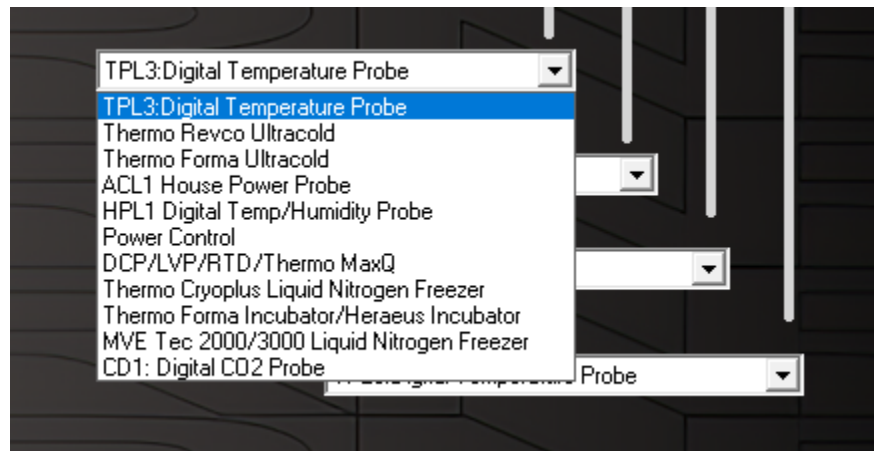 TPL3:Digital Temperature Probe
TPL3:Digital Temperature Probe
Thermo Revco Ultracold
Thermo Forma Ultracold
ACL1 House Power Probe
HPL1 Digital Temp/Humidity Probe
Power Control
DCP/LVP/RTD/Thermo MaxQ
Thermo Cryoplus Liquid Nitrogen Freezer
Thermo Forma Incubator/Heraeus Incubator
MVE Tec 2000/3000 Liquid Nitrogen Freezer
CD1: Digital CO2 Probe
Probe